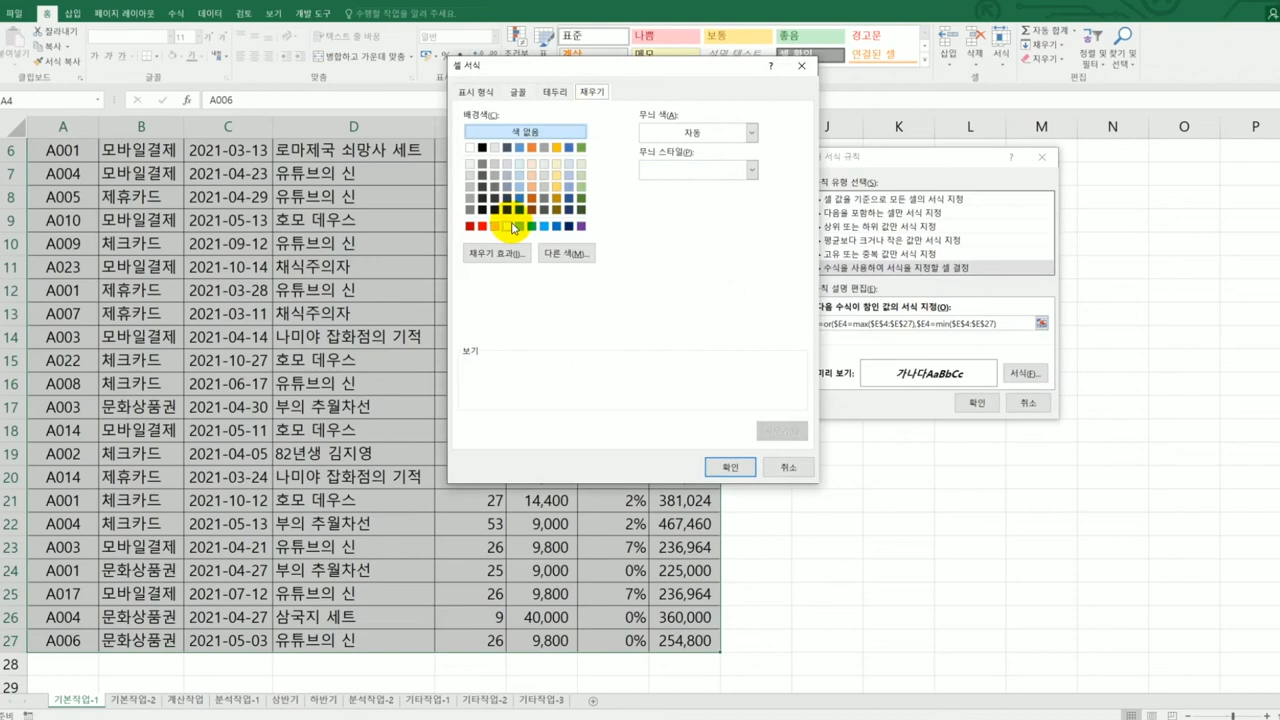 파일 홈 삽입 페이지 레이아웃 수식 데이터 검토 보기 개발 도구 수행할 작업을 알려 주세요.
잘라내기
복사
서식 복사
클립보드
11
글꼴
텍스트 줄 바꿈
병합하고 가운데 맞춤
맞춤
일반
조건부
표
표준 나쁨 보통 좋음 경고문
계산 메모 설명 텍스트 셀 확인 연결된 셀
삽입 삭제 서식
셀
자동 합계
채우기
지우기
정렬 및 찾기 및
필터 선택
편집
A4 fx A006
A B C D J K L M N O P
6 A001 모바일결제 2021-03-13 로마제국 쇠망사 세트
7 A004 모바일결제 2021-04-23 유튜브의 신
8 A005 제휴카드 2021-04-29 유튜브의 신
9 A010 모바일결제 2021-05-13 호모 데우스
10 A009 체크카드 2021-09-12 유튜브의 신
11 A023 모바일결제 2021-10-14 채식주의자
12 A001 제휴카드 2021-03-28 유튜브의 신
13 A007 제휴카드 2021-03-11 채식주의자
14 A003 모바일결제 2021-04-14 나미야 잡화점의 기적
15 A022 체크카드 2021-10-27 호모 데우스
16 A008 체크카드 2021-06-17 유튜브의 신
17 A003 문화상품권 2021-04-30 부의 추월차선
18 A014 모바일결제 2021-05-11 호모 데우스
19 A002 체크카드 2021-04-05 82년생 김지영
20 A014 제휴카드 2021-03-24 나미야 잡화점의 기적
21 A001 체크카드 2021-10-12 호모 데우스 27 14,400 2% 381,024
22 A004 체크카드 2021-05-13 부의 추월차선 53 9,000 2% 467,460
23 A003 모바일결제 2021-04-21 유튜브의 신 26 9,800 7% 236,964
24 A001 문화상품권 2021-04-27 부의 추월차선 25 9,000 0% 225,000
25 A017 모바일결제 2021-07-12 유튜브의 신 26 9,800 7% 236,964
26 A004 문화상품권 2021-04-27 삼국지 세트 9 40,000 0% 360,000
27 A006 문화상품권 2021-05-03 유튜브의 신 26 9,800 0% 254,800
28
29
셀 서식 ?
표시 형식 글꼴 테두리 채우기
배경색(C):
색 없음
채우기 효과(I)... 다른 색(M)...
무늬 색(A):
자동
무늬 스타일(P):
보기
확인 취소
서식 규칙 ?
규칙 유형 선택(S):
셀 값을 기준으로 모든 셀의 서식 지정
다음을 포함하는 셀만 서식 지정
상위 또는 하위 값만 서식 지정
평균보다 크거나 작은 값만 서식 지정
고유 또는 중복 값만 서식 지정
수식을 사용하여 서식을 지정할 셀 결정
규칙 설명 편집(E):
다음 수식이 참인 값의 서식 지정(O):
=or($E4=max($E$4:$E$27),$E4=min($E$4:$E$27)
미리 보기: 가나다AaBbCc 서식(F)...
확인 취소
기본작업-1 기본작업-2 계산작업 분석작업-1 상반기 하반기 분석작업-2 기타작업-1 기타작업-2 기타작업-3
준비